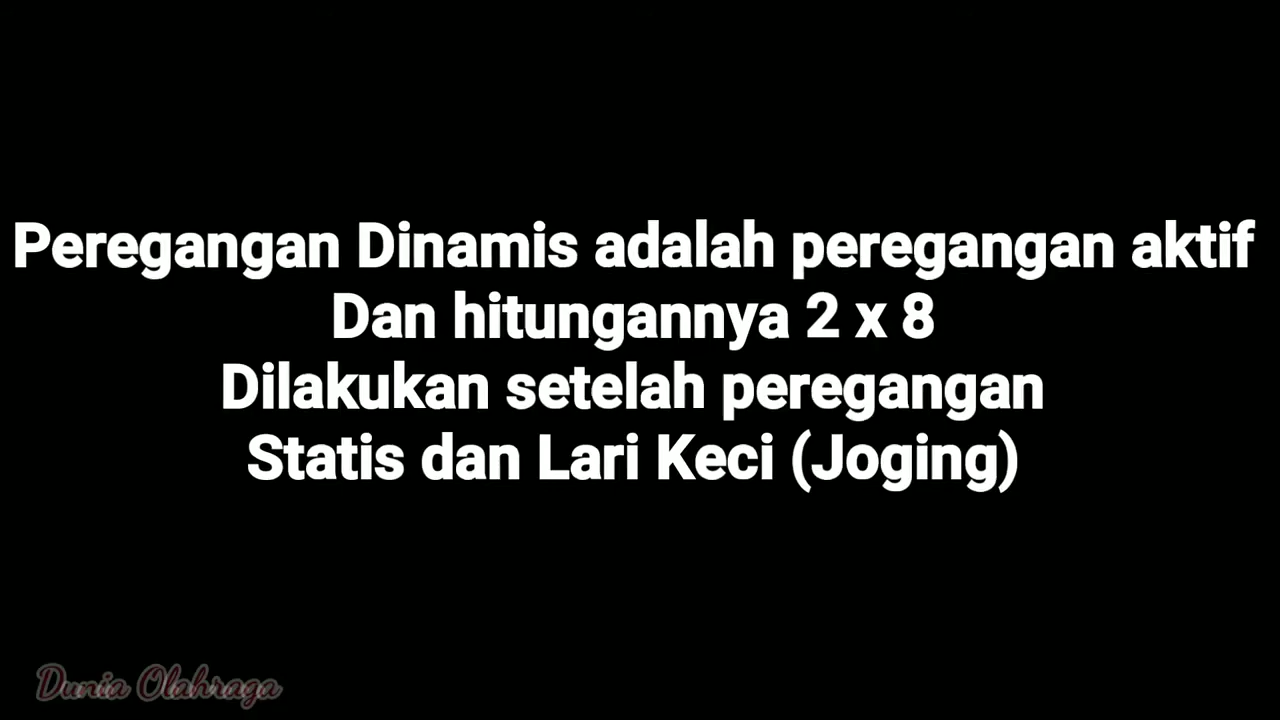 Peregangan Dinamis adalah peregangan aktif
Dan hitungannya 2 x 8
Dilakukan setelah peregangan
Statis dan Lari Keci (Joging)
Dunia Olahraga